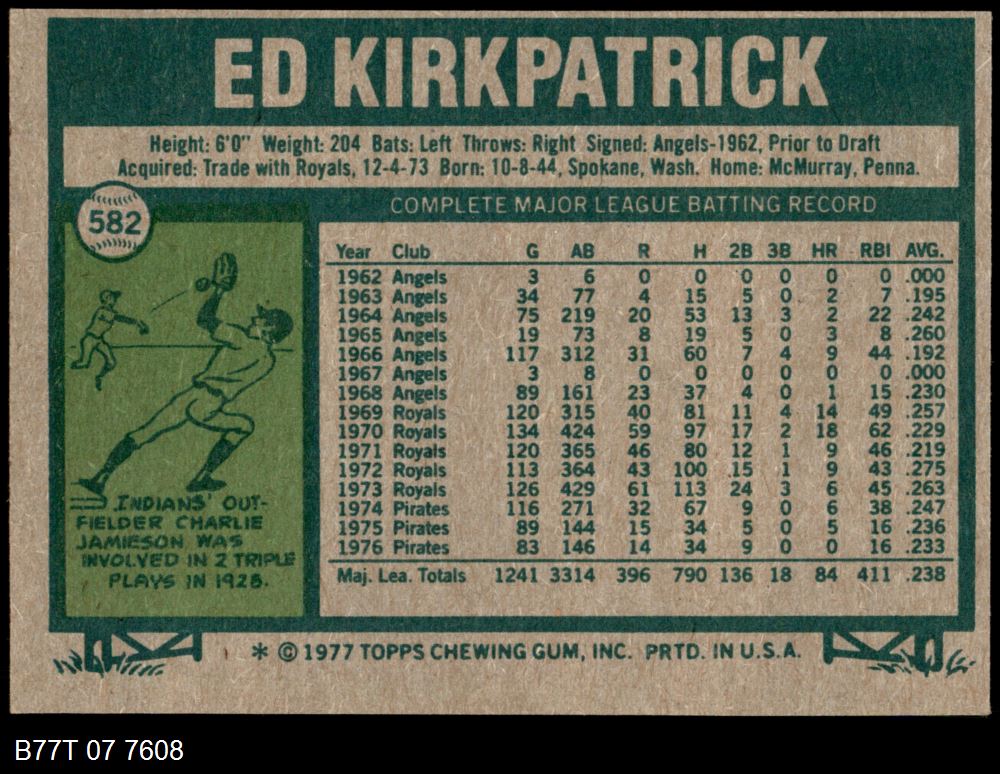 ED KIRKPATRICK
Height: 6'0" Weight: 204 Bats: Left Throws: Right Signed: Angels-1962, Prior to Draft
Acquired: Trade with Royals, 12-4-73 Born: 10-8-44, Spokane, Wash. Home: McMurray, Penna.
582
COMPLETE MAJOR LEAGUE BATTING RECORD
Year Club G AB R H 2B 3B HR RBI AVG.
1962 Angels 3 6 0 0 0 0 0 0 .000
1963 Angels 34 77 4 15 5 0 2 7 .195
1964 Angels 75 219 20 53 13 3 2 22 .242
1965 Angels 19 73 8 19 5 0 3 8 .260
1966 Angels 117 312 31 60 7 4 9 44 .192
1967 Angels 3 8 0 0 0 0 0 0 .000
1968 Angels 89 161 23 37 4 0 1 15 .230
1969 Royals 120 315 40 81 11 4 14 49 .257
1970 Royals 134 424 59 97 17 2 18 62 .229
1971 Royals 120 365 46 80 12 1 9 46 .219
1972 Royals 113 364 43 100 15 1 9 43 .275
1973 Royals 126 429 61 113 24 3 6 45 .263
1974 Pirates 116 271 32 67 9 0 6 38 .247
1975 Pirates 89 144 15 34 5 0 5 16 .236
1976 Pirates 83 146 14 34 9 0 0 16 .233
Maj. Lea. Totals 1241 3314 396 790 136 18 84 411 .238
INDIANS' OUT-
FIELDER CHARLIE
JAMIESON WAS
INVOLVED IN 2 TRIPLE
PLAYS IN 1928.
* © 1977 TOPPS CHEWING GUM, INC. PRTD. IN U.S.A.
B77T 07 7608